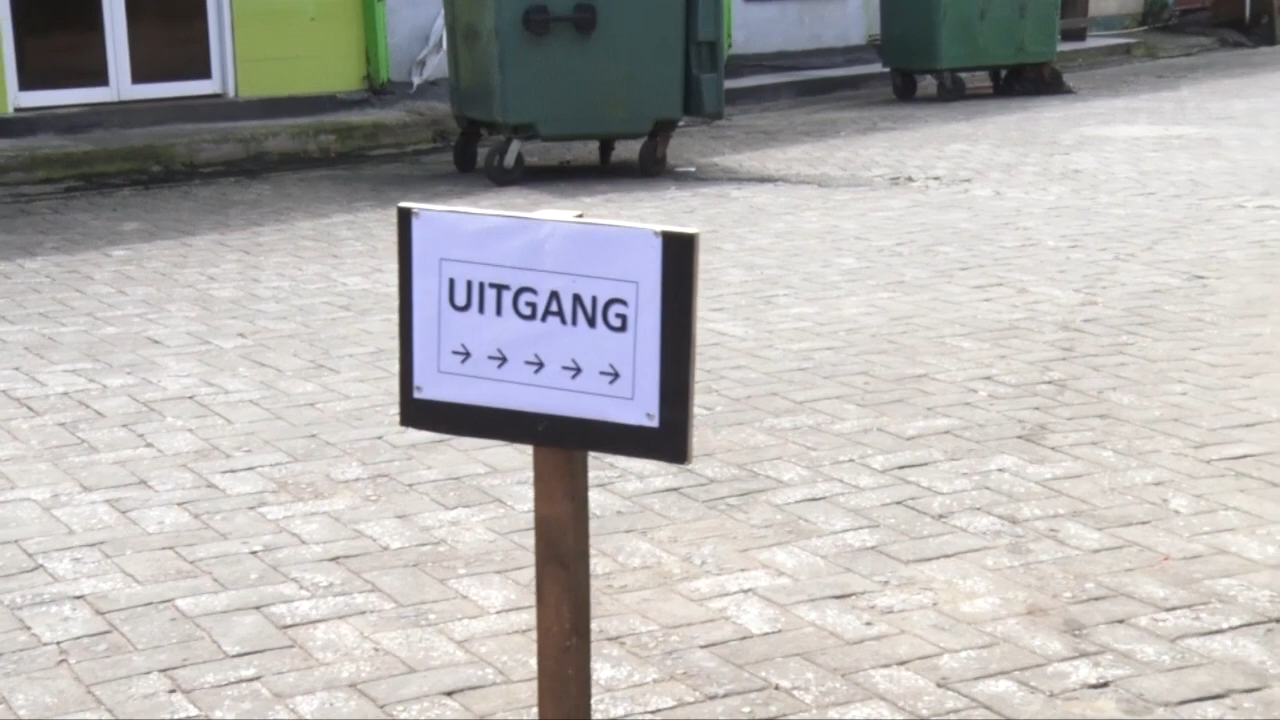 UITGANG
→ → → → →